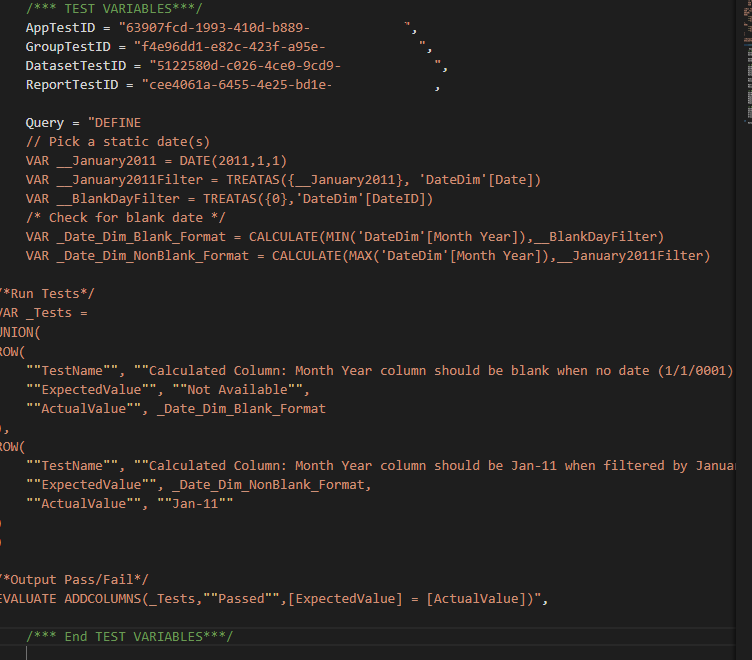 /*** TEST VARIABLES***/
AppTestID = "63907fcd-1993-410d-b889- ",
GroupTestID = "f4e96dd1-e82c-423f-a95e- ",
DatasetTestID = "5122580d-c026-4ce0-9cd9- ",
ReportTestID = "cee4061a-6455-4e25-bd1e- ,
Query = "DEFINE
// Pick a static date(s)
VAR __January2011 = DATE(2011,1,1)
VAR __January2011Filter = TREATAS({__January2011}, 'DateDim'[Date])
VAR __BlankDayFilter = TREATAS({0},'DateDim'[DateID])
/* Check for blank date */
VAR _Date_Dim_Blank_Format = CALCULATE(MIN('DateDim'[Month Year]),__BlankDayFilter)
VAR _Date_Dim_NonBlank_Format = CALCULATE(MAX('DateDim'[Month Year]),__January2011Filter)
/*Run Tests*/
VAR _Tests =
UNION(
ROW(
""TestName"", ""Calculated Column: Month Year column should be blank when no date (1/1/0001)
""ExpectedValue"", ""Not Available"",
""ActualValue"", _Date_Dim_Blank_Format
),
ROW(
""TestName"", ""Calculated Column: Month Year column should be Jan-11 when filtered by Janua
""ExpectedValue"", _Date_Dim_NonBlank_Format,
""ActualValue"", ""Jan-11""
)
)
/*Output Pass/Fail*/
EVALUATE ADDCOLUMNS(_Tests,""Passed"",[ExpectedValue] = [ActualValue])",
/*** End TEST VARIABLES***/